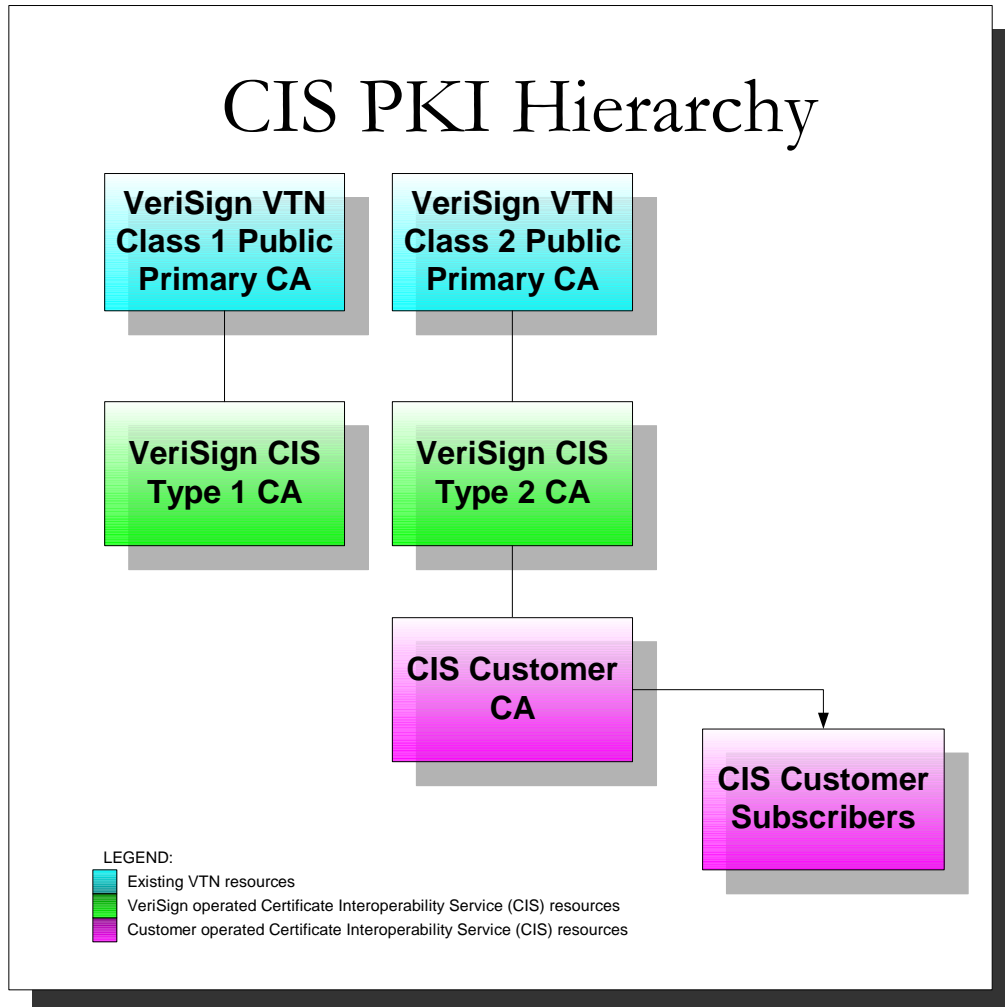 CIS PKI Hierarchy
VeriSign VTN
Class 1 Public
Primary CA
VeriSign VTN
Class 2 Public
Primary CA
VeriSign CIS
Type 1 CA
VeriSign CIS
Type 2 CA
CIS Customer
CA
CIS Customer
Subscribers
LEGEND:
Existing VTN resources
VeriSign operated Certificate Interoperability Service (CIS) resources
Customer operated Certificate Interoperability Service (CIS) resources